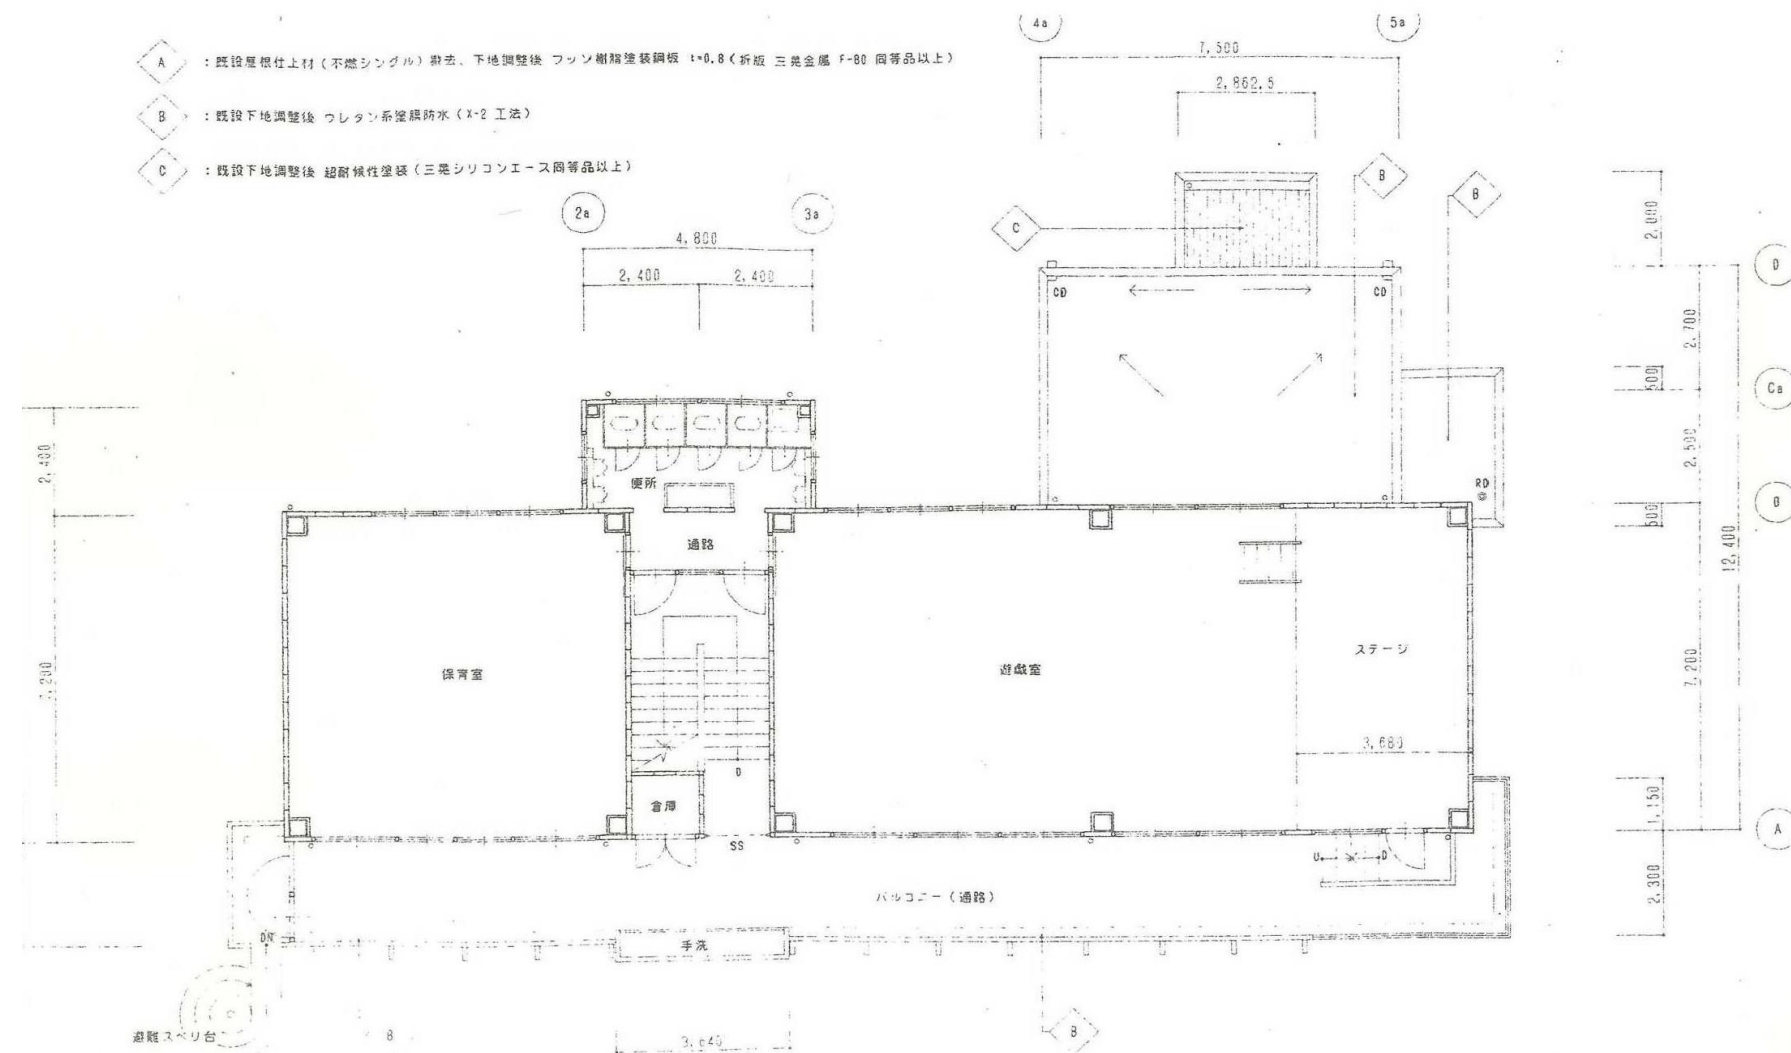 4a
5a
A
：既設屋根仕上材（不燃シングル）撤去、下地調整後 フッソ樹脂塗装鋼板 t=0.8（折版 三晃金属 F-80 同等品以上）
7,500
2,862.5
B
：既設下地調整後 ウレタン系塗膜防水（X-2 工法）
C
：既設下地調整後 超耐候性塗装（三晃シリコンエース同等品以上）
B
B
2a
3a
C
2,000
4,800
2,400
2,400
D
CD
CD
2,700
500
Ca
2,400
2,500
便所
RD
B
500
通路
12,400
保育室
遊戯室
ステージ
7,200
7,200
3,680
D
倉庫
1,150
A
SS
U
D
バルコニー（通路）
2,300
DN
手洗
避難スベリ台
8
3,640
B